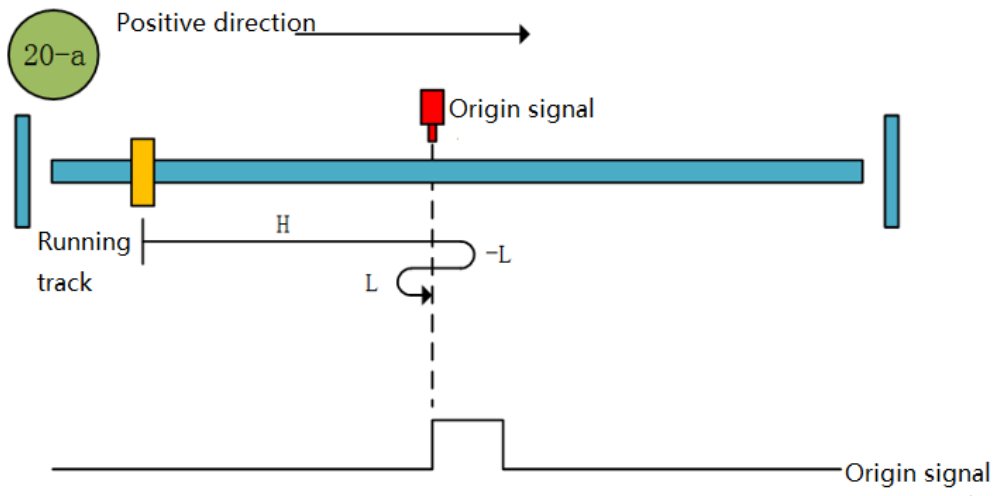 20-a
Positive direction
Origin signal
H
Running
track
-L
L
Origin signal